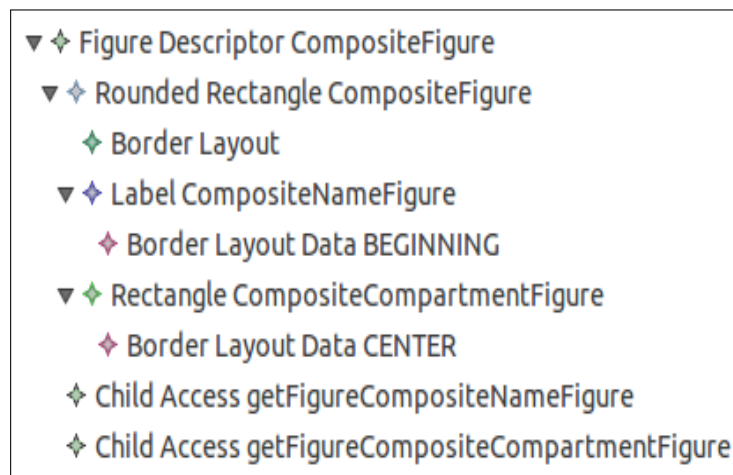 Figure Descriptor CompositeFigure
Rounded Rectangle CompositeFigure
Border Layout
Label CompositeNameFigure
Border Layout Data BEGINNING
Rectangle CompositeCompartmentFigure
Border Layout Data CENTER
Child Access getFigureCompositeNameFigure
Child Access getFigureCompositeCompartmentFigure